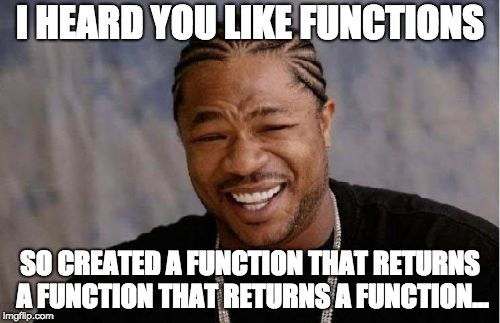 I HEARD YOU LIKE FUNCTIONS
SO CREATED A FUNCTION THAT RETURNS
A FUNCTION THAT RETURNS A FUNCTION...
imgflip.com